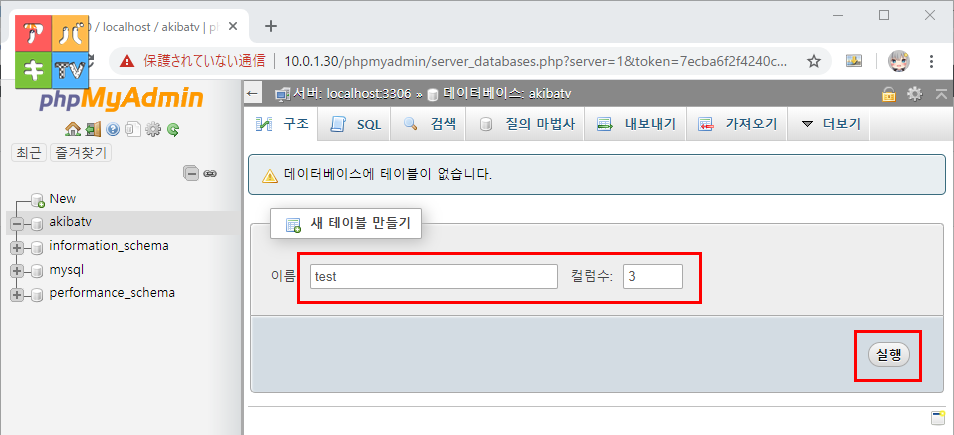 0 / localhost / akibatv | ph
アバ
キTV
保護されていない通信 | 10.0.1.30/phpmyadmin/server_databases.php?server=1&token=7ecba6f2f4240c...
phpMyAdmin
최근 즐겨찾기
New
akibatv
information_schema
mysql
performance_schema
서버: localhost:3306 » 데이터베이스: akibatv
구조 SQL 검색 질의 마법사 내보내기 가져오기 더보기
데이터베이스에 테이블이 없습니다.
새 테이블 만들기
이름 test 컬럼수: 3
실행